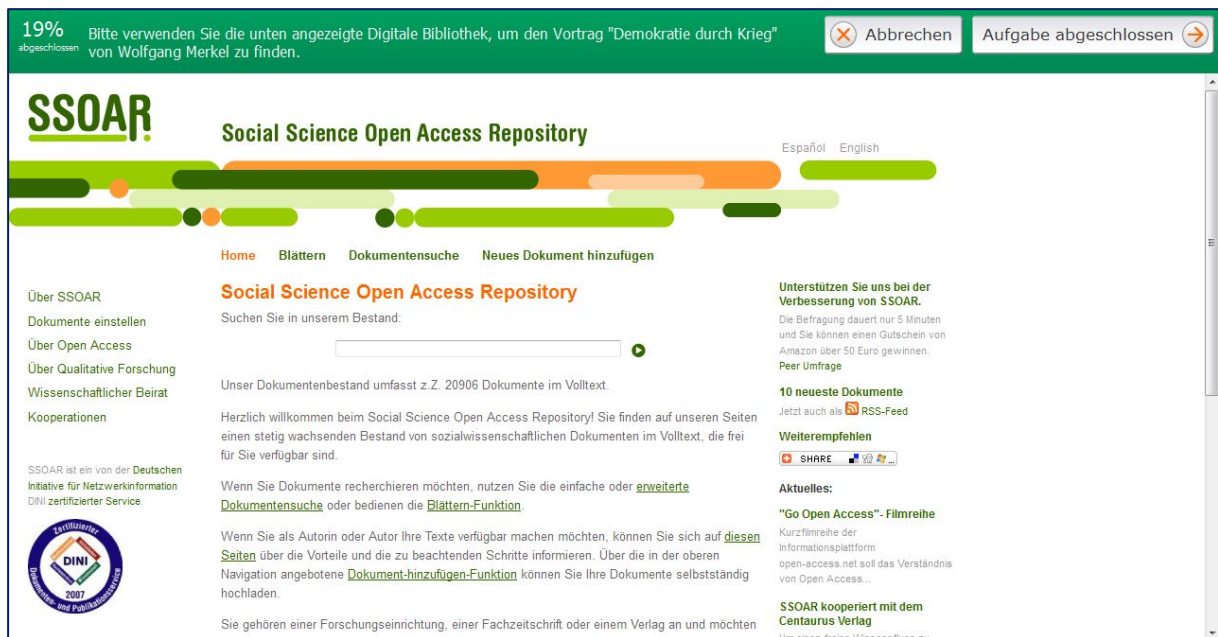 19%
abgeschlossen
Bitte verwenden Sie die unten angezeigte Digitale Bibliothek, um den Vortrag "Demokratie durch Krieg"
von Wolfgang Merkel zu finden.
Abbrechen
Aufgabe abgeschlossen
SSOAR
Social Science Open Access Repository
Español English
Home Blättern Dokumentensuche Neues Dokument hinzufügen
Über SSOAR
Dokumente einstellen
Über Open Access
Über Qualitative Forschung
Wissenschaftlicher Beirat
Kooperationen
SSOAR ist ein von der Deutschen
Initiative für Netzwerkinformation
DINI zertifizierter Service.
Zertifizierter
DINI
2007
Dokumenten- und Publikationsservice
Social Science Open Access Repository
Suchen Sie in unserem Bestand:
Unser Dokumentenbestand umfasst z.Z. 20906 Dokumente im Volltext.
Herzlich willkommen beim Social Science Open Access Repository! Sie finden auf unseren Seiten
einen stetig wachsenden Bestand von sozialwissenschaftlichen Dokumenten im Volltext, die frei
für Sie verfügbar sind.
Wenn Sie Dokumente recherchieren möchten, nutzen Sie die einfache oder erweiterte
Dokumentensuche oder bedienen die Blättern-Funktion.
Wenn Sie als Autorin oder Autor Ihre Texte verfügbar machen möchten, können Sie sich auf diesen
Seiten über die Vorteile und die zu beachtenden Schritte informieren. Über die in der oberen
Navigation angebotene Dokument-hinzufügen-Funktion können Sie Ihre Dokumente selbstständig
hochladen.
Sie gehören einer Forschungseinrichtung, einer Fachzeitschrift oder einem Verlag an und möchten
Unterstützen Sie uns bei der
Verbesserung von SSOAR.
Die Befragung dauert nur 5 Minuten
und Sie können einen Gutschein von
Amazon über 50 Euro gewinnen.
Peer Umfrage
10 neueste Dokumente
Jetzt auch als RSS-Feed
Weiterempfehlen
SHARE
Aktuelles:
"Go Open Access"- Filmreihe
Kurzfilmreihe der
Informationsplattform
open-access.net soll das Verständnis
von Open Access...
SSOAR kooperiert mit dem
Centaurus Verlag